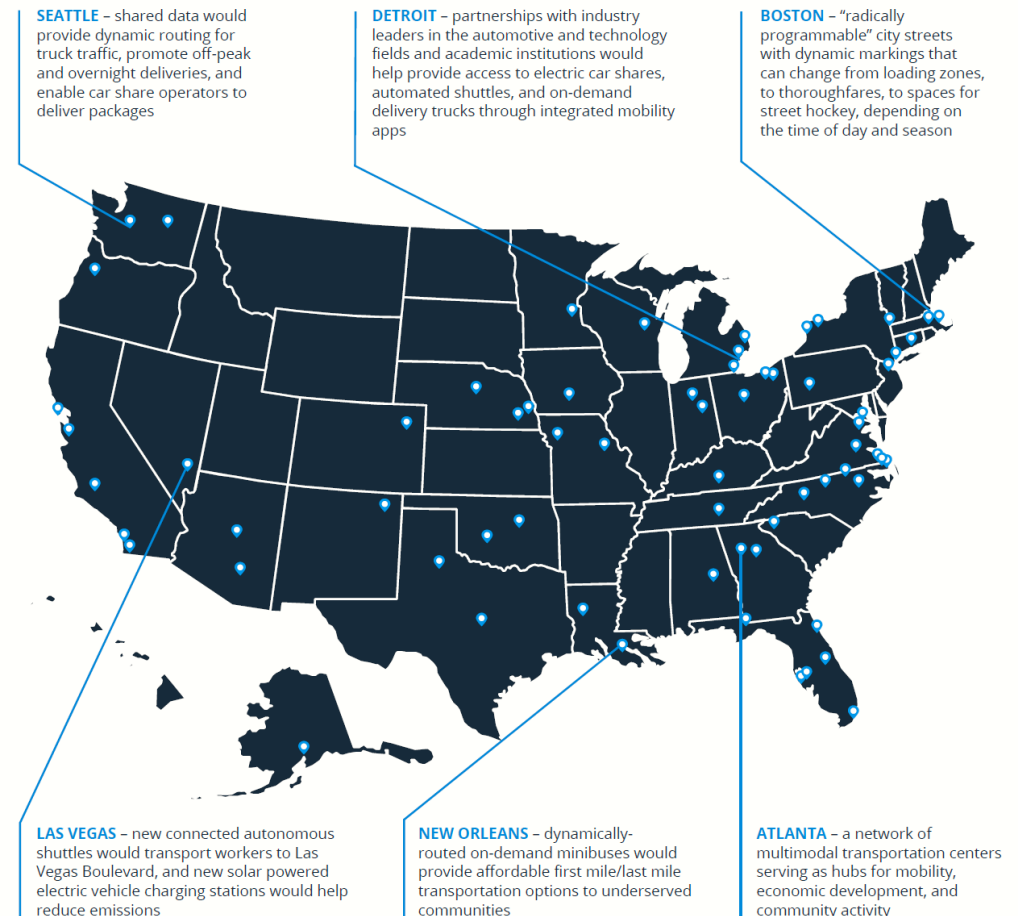 SEATTLE – shared data would
provide dynamic routing for
truck traffic, promote off-peak
and overnight deliveries, and
enable car share operators to
deliver packages
DETROIT – partnerships with industry
leaders in the automotive and technology
fields and academic institutions would
help provide access to electric car shares,
automated shuttles, and on-demand
delivery trucks through integrated mobility
apps
BOSTON – “radically
programmable” city streets
with dynamic markings that
can change from loading zones,
to thoroughfares, to spaces for
street hockey, depending on
the time of day and season
LAS VEGAS – new connected autonomous
shuttles would transport workers to Las
Vegas Boulevard, and new solar powered
electric vehicle charging stations would help
reduce emissions
NEW ORLEANS – dynamically-
routed on-demand minibuses would
provide affordable first mile/last mile
transportation options to underserved
communities
ATLANTA – a network of
multimodal transportation centers
serving as hubs for mobility,
economic development, and
community activity